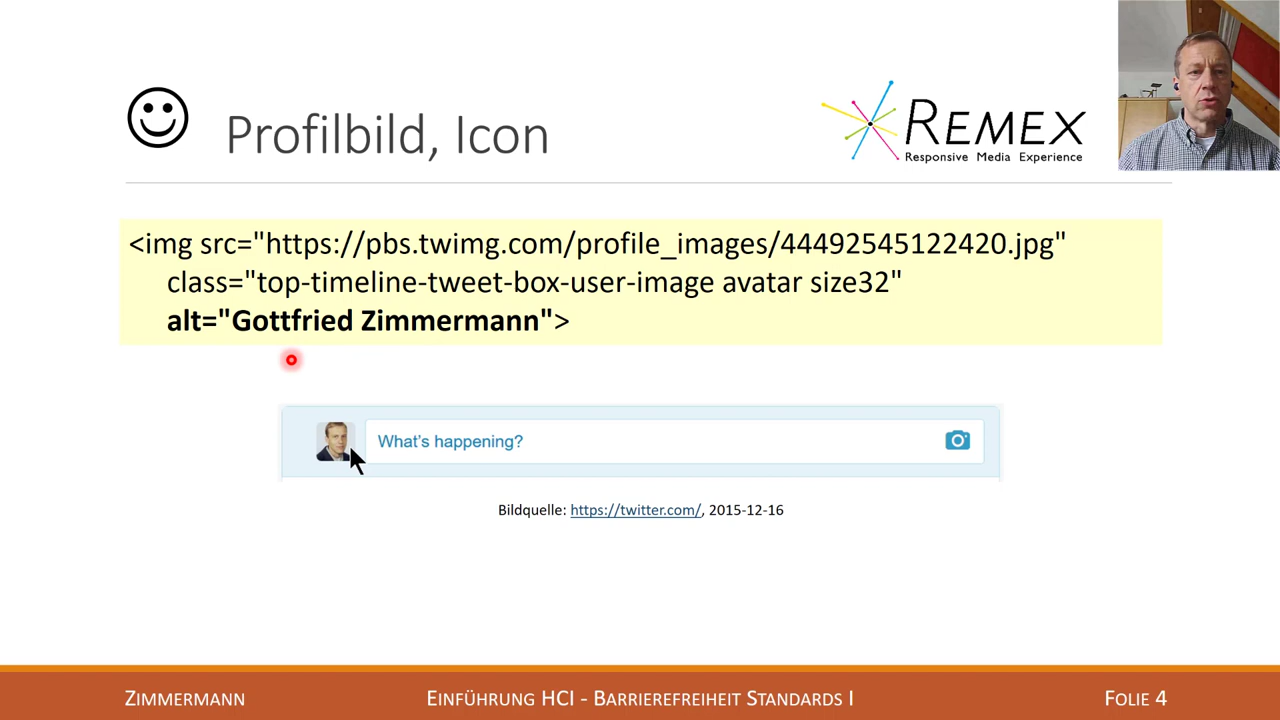 Profilbild, Icon
REMEX
Responsive Media Experience
<img src="https://pbs.twimg.com/profile_images/44492545122420.jpg"
class="top-timeline-tweet-box-user-image avatar size32"
alt="Gottfried Zimmermann">
What's happening?
Bildquelle: https://twitter.com/, 2015-12-16
ZIMMERMANN
EINFÜHRUNG HCI - BARRIEREFREIHEIT STANDARDS I
FOLIE 4